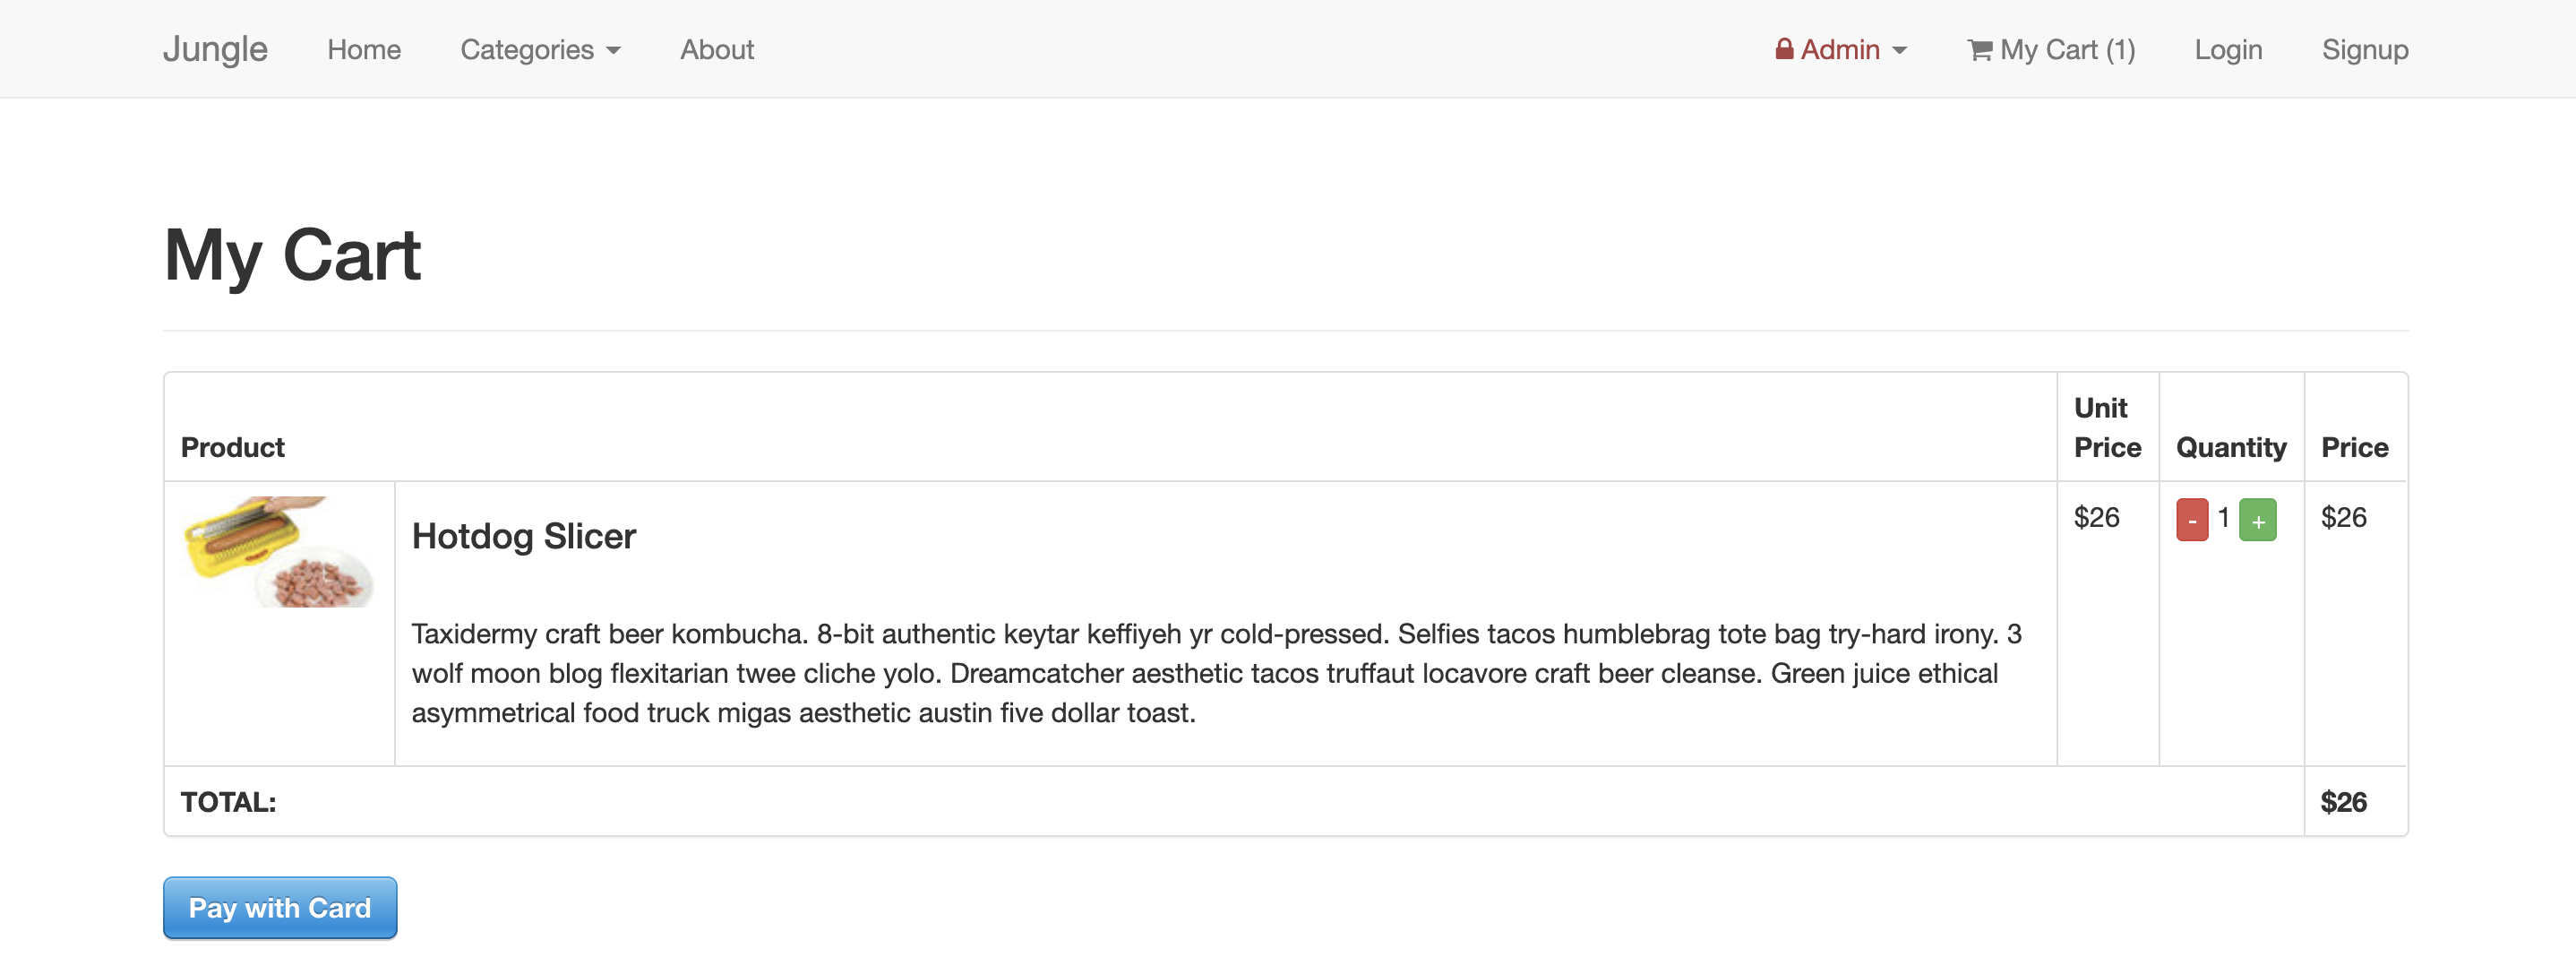 Jungle Home Categories About Admin My Cart (1) Login Signup
My Cart
Product Unit Price Quantity Price
Hotdog Slicer $26 - 1 + $26
Taxidermy craft beer kombucha. 8-bit authentic keytar keffiyeh yr cold-pressed. Selfies tacos humblebrag tote bag try-hard irony. 3
wolf moon blog flexitarian twee cliche yolo. Dreamcatcher aesthetic tacos truffaut locavore craft beer cleanse. Green juice ethical
asymmetrical food truck migas aesthetic austin five dollar toast.
TOTAL: $26
Pay with Card